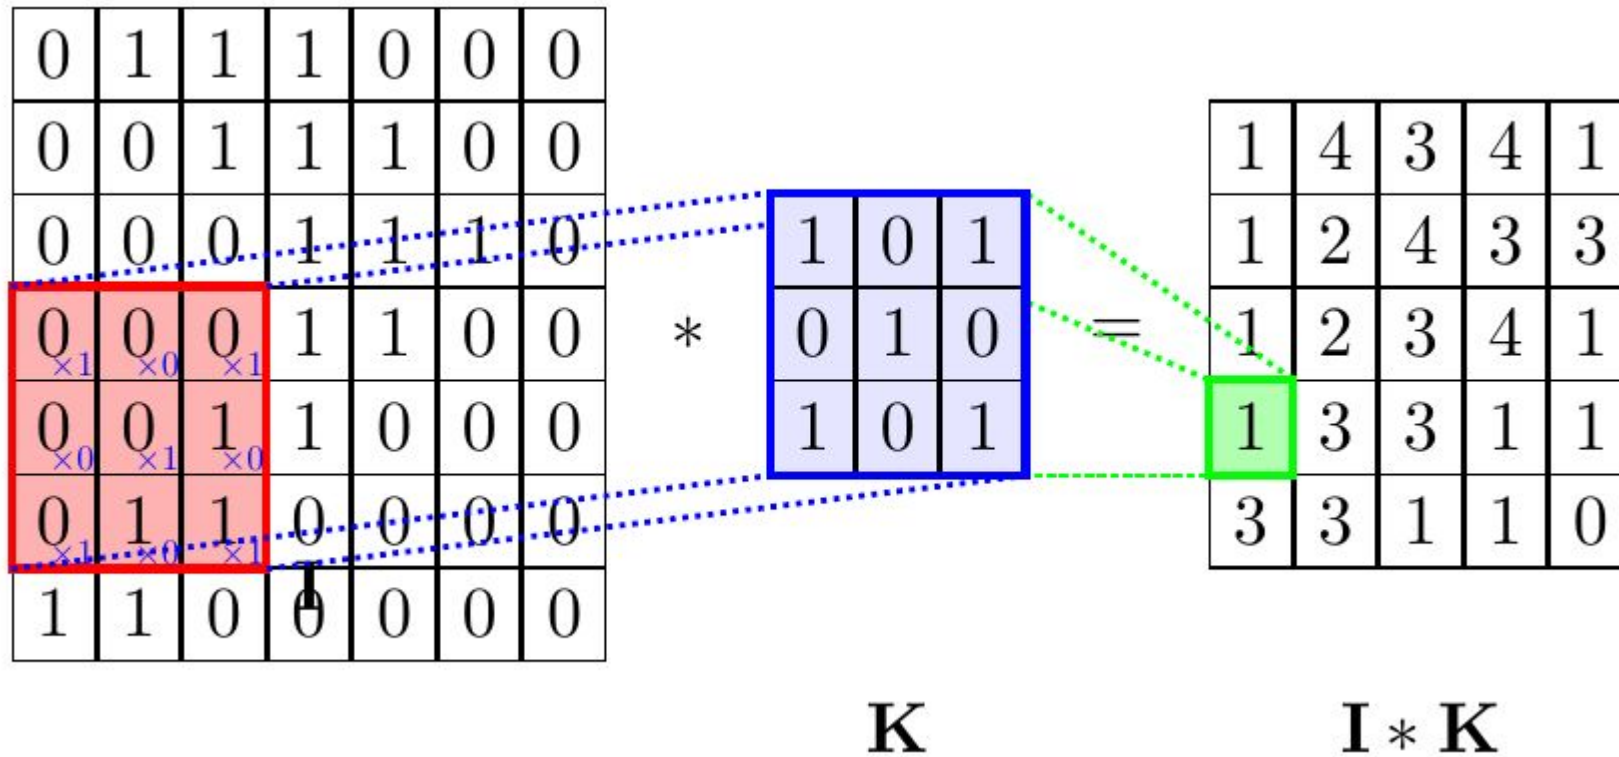 0 1 1 1 0 0 0
0 0 1 1 1 0 0
0 0 0 1 1 1 0
0×1 0×0 0×1 1 1 0 0
0×0 0×1 1×0 1 0 0 0
0×1 1×0 1×1 0 0 0 0
1 1 0 0 0 0 0
I
*
1 0 1
0 1 0
1 0 1
K
=
1 4 3 4 1
1 2 4 3 3
1 2 3 4 1
1 3 3 1 1
3 3 1 1 0
I * K